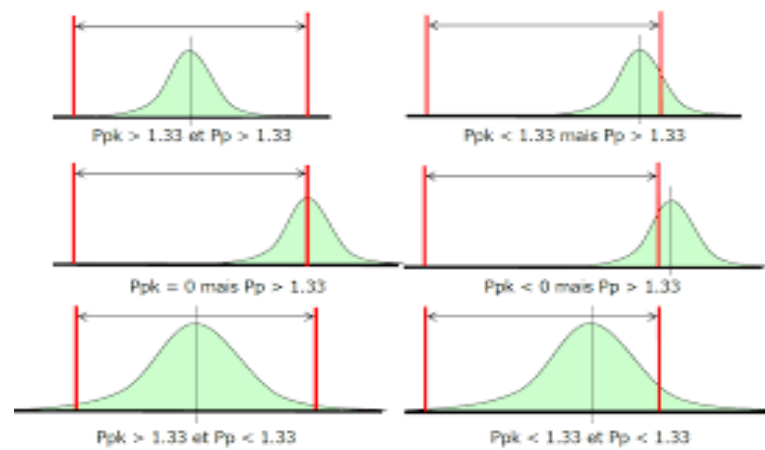 Ppk > 1.33 et Pp > 1.33
Ppk < 1.33 mais Pp > 1.33
Ppk = 0 mais Pp > 1.33
Ppk < 0 mais Pp > 1.33
Ppk > 1.33 et Pp < 1.33
Ppk < 1.33 et Pp < 1.33